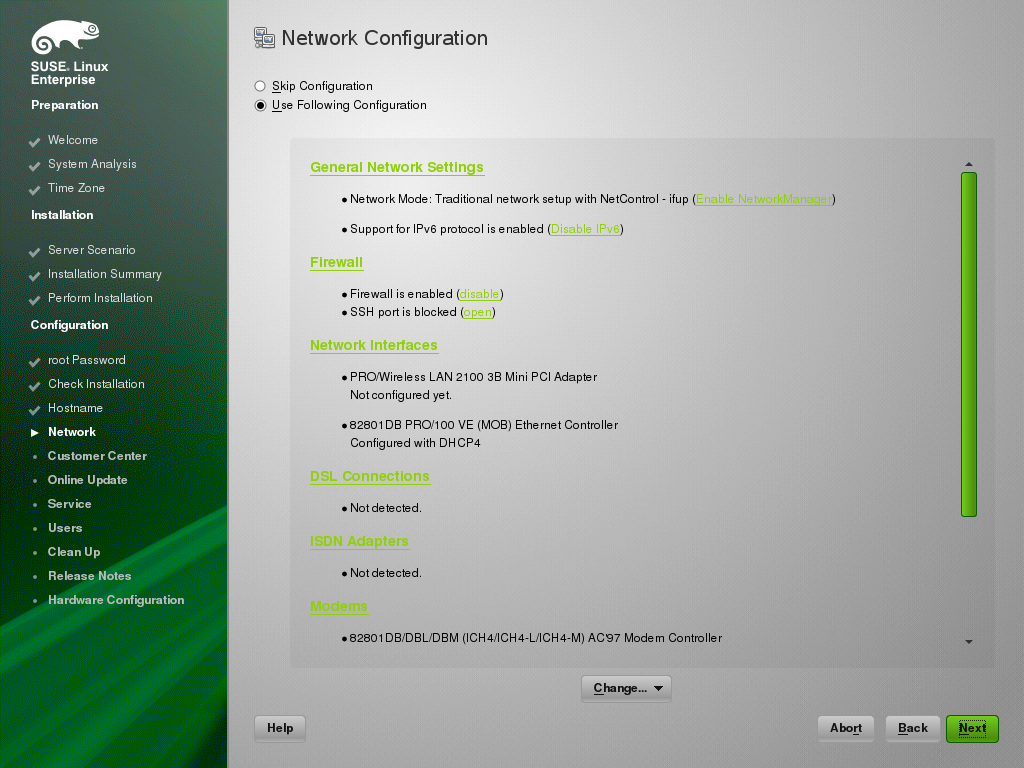 SUSE. Linux
Enterprise
Preparation
Welcome
System Analysis
Time Zone
Installation
Server Scenario
Installation Summary
Perform Installation
Configuration
root Password
Check Installation
Hostname
Network
Customer Center
Online Update
Service
Users
Clean Up
Release Notes
Hardware Configuration
Network Configuration
Skip Configuration
Use Following Configuration
General Network Settings
Network Mode: Traditional network setup with NetControl - ifup (Enable NetworkManager)
Support for IPv6 protocol is enabled (Disable IPv6)
Firewall
Firewall is enabled (disable)
SSH port is blocked (open)
Network Interfaces
PRO/Wireless LAN 2100 3B Mini PCI Adapter
Not configured yet.
82801DB PRO/100 VE (MOB) Ethernet Controller
Configured with DHCP4
DSL Connections
Not detected.
ISDN Adapters
Not detected.
Modems
82801DB/DBL/DBM (ICH4/ICH4-L/ICH4-M) AC'97 Modem Controller
Change...
Help
Abort
Back
Next